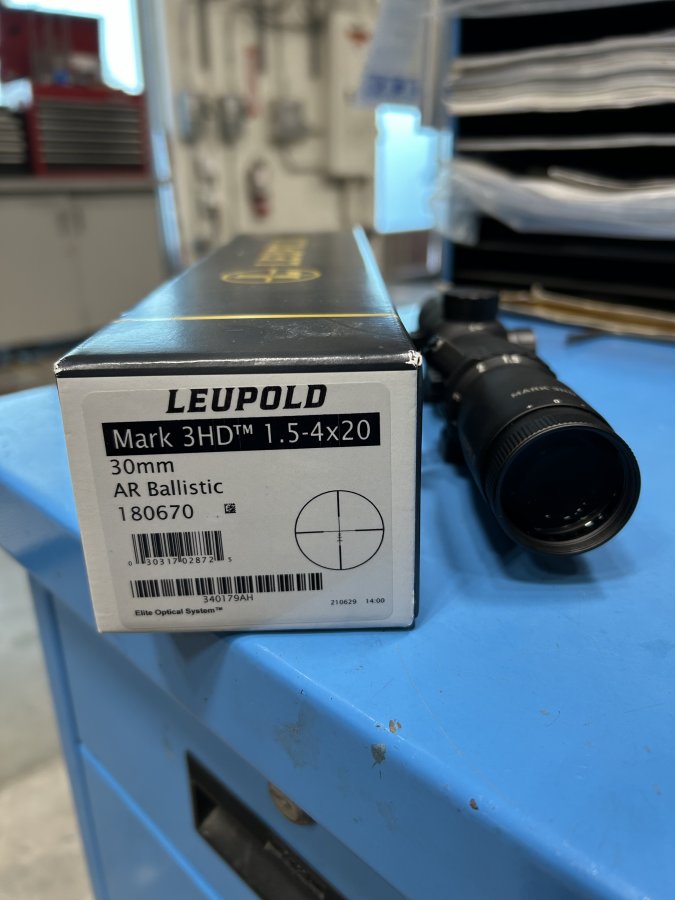 LEUPOLD
Mark 3HD™ 1.5-4x20
30mm
AR Ballistic
180670
0 30317 02872 5
340179AH
Elite Optical System™
210629 14:00
MARK 3HD